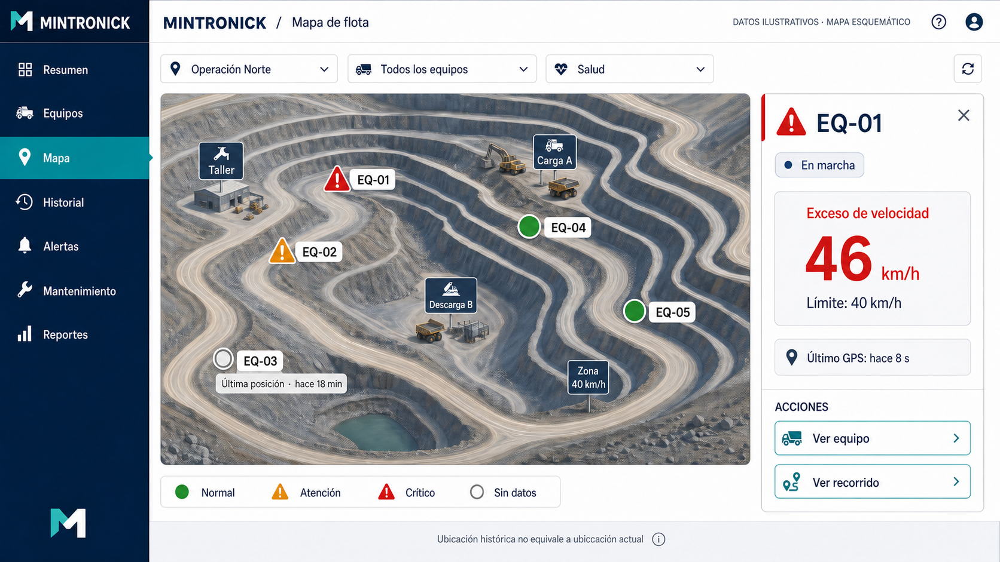 MINTRONICK
MINTRONICK / Mapa de flota
DATOS ILUSTRATIVOS · MAPA ESQUEMÁTICO
Resumen
Equipos
Mapa
Historial
Alertas
Mantenimiento
Reportes
Operación Norte
Todos los equipos
Salud
Taller
EQ-01
Carga A
EQ-04
EQ-02
Descarga B
EQ-05
EQ-03
Última posición · hace 18 min
Zona
40 km/h
Normal
Atención
Crítico
Sin datos
EQ-01
En marcha
Exceso de velocidad
46 km/h
Límite: 40 km/h
Último GPS: hace 8 s
ACCIONES
Ver equipo
Ver recorrido
Ubicación histórica no equivale a ubiccación actual